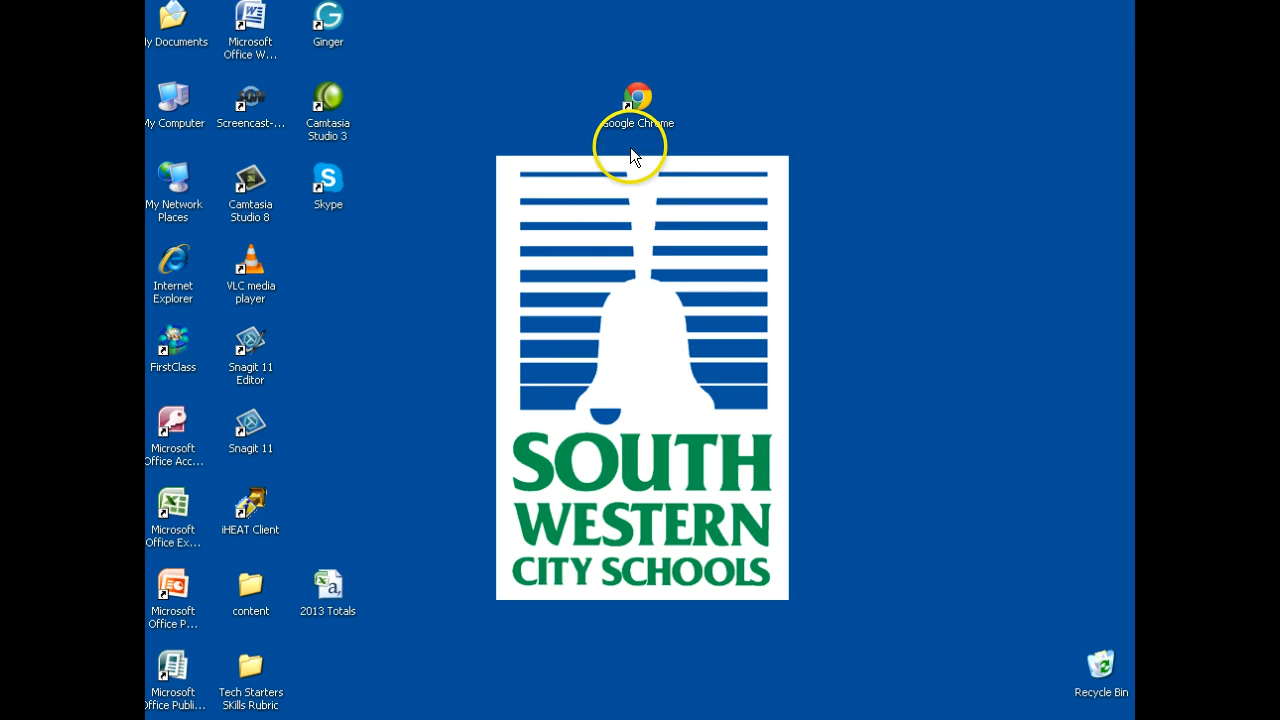 My Documents
Microsoft
Office W...
Ginger
Google Chrome
My Computer
Screencast-...
Camtasia
Studio 3
My Network
Places
Camtasia
Studio 8
Skype
Internet
Explorer
VLC media
player
FirstClass
Snagit 11
Editor
Microsoft
Office Acc...
Snagit 11
Microsoft
Office Ex...
iHEAT Client
Microsoft
Office P...
content
2013 Totals
Microsoft
Office Publi...
Tech Starters
SKills Rubric
SOUTH
WESTERN
CITY SCHOOLS
Recycle Bin